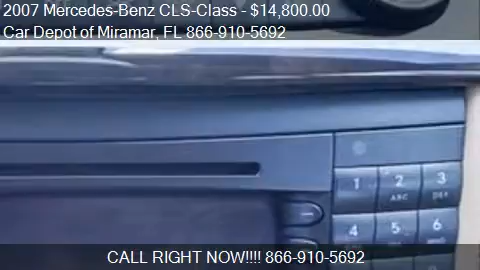 2007 Mercedes-Benz CLS-Class - $14,800.00
Car Depot of Miramar, FL 866-910-5692
1 2 3
ABC DEF
4 5 6
CALL RIGHT NOW!!!! 866-910-5692